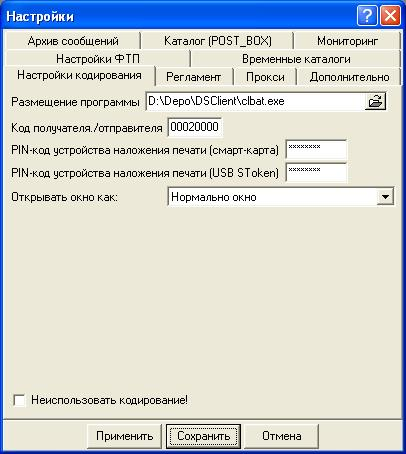 Настройки
Архив сообщений Каталог (POST_BOX) Мониторинг
Настройки ФТП Временные каталоги
Настройки кодирования Регламент Прокси Дополнительно
Размещение программы D:\Depo\DSClient\clbat.exe
Код получателя./отправителя 00020000
PIN-код устройства наложения печати (смарт-карта) ********
PIN-код устройства наложения печати (USB SToken) ********
Открывать окно как: Нормально окно
Неиспользовать кодирование!
Применить Сохранить Отмена